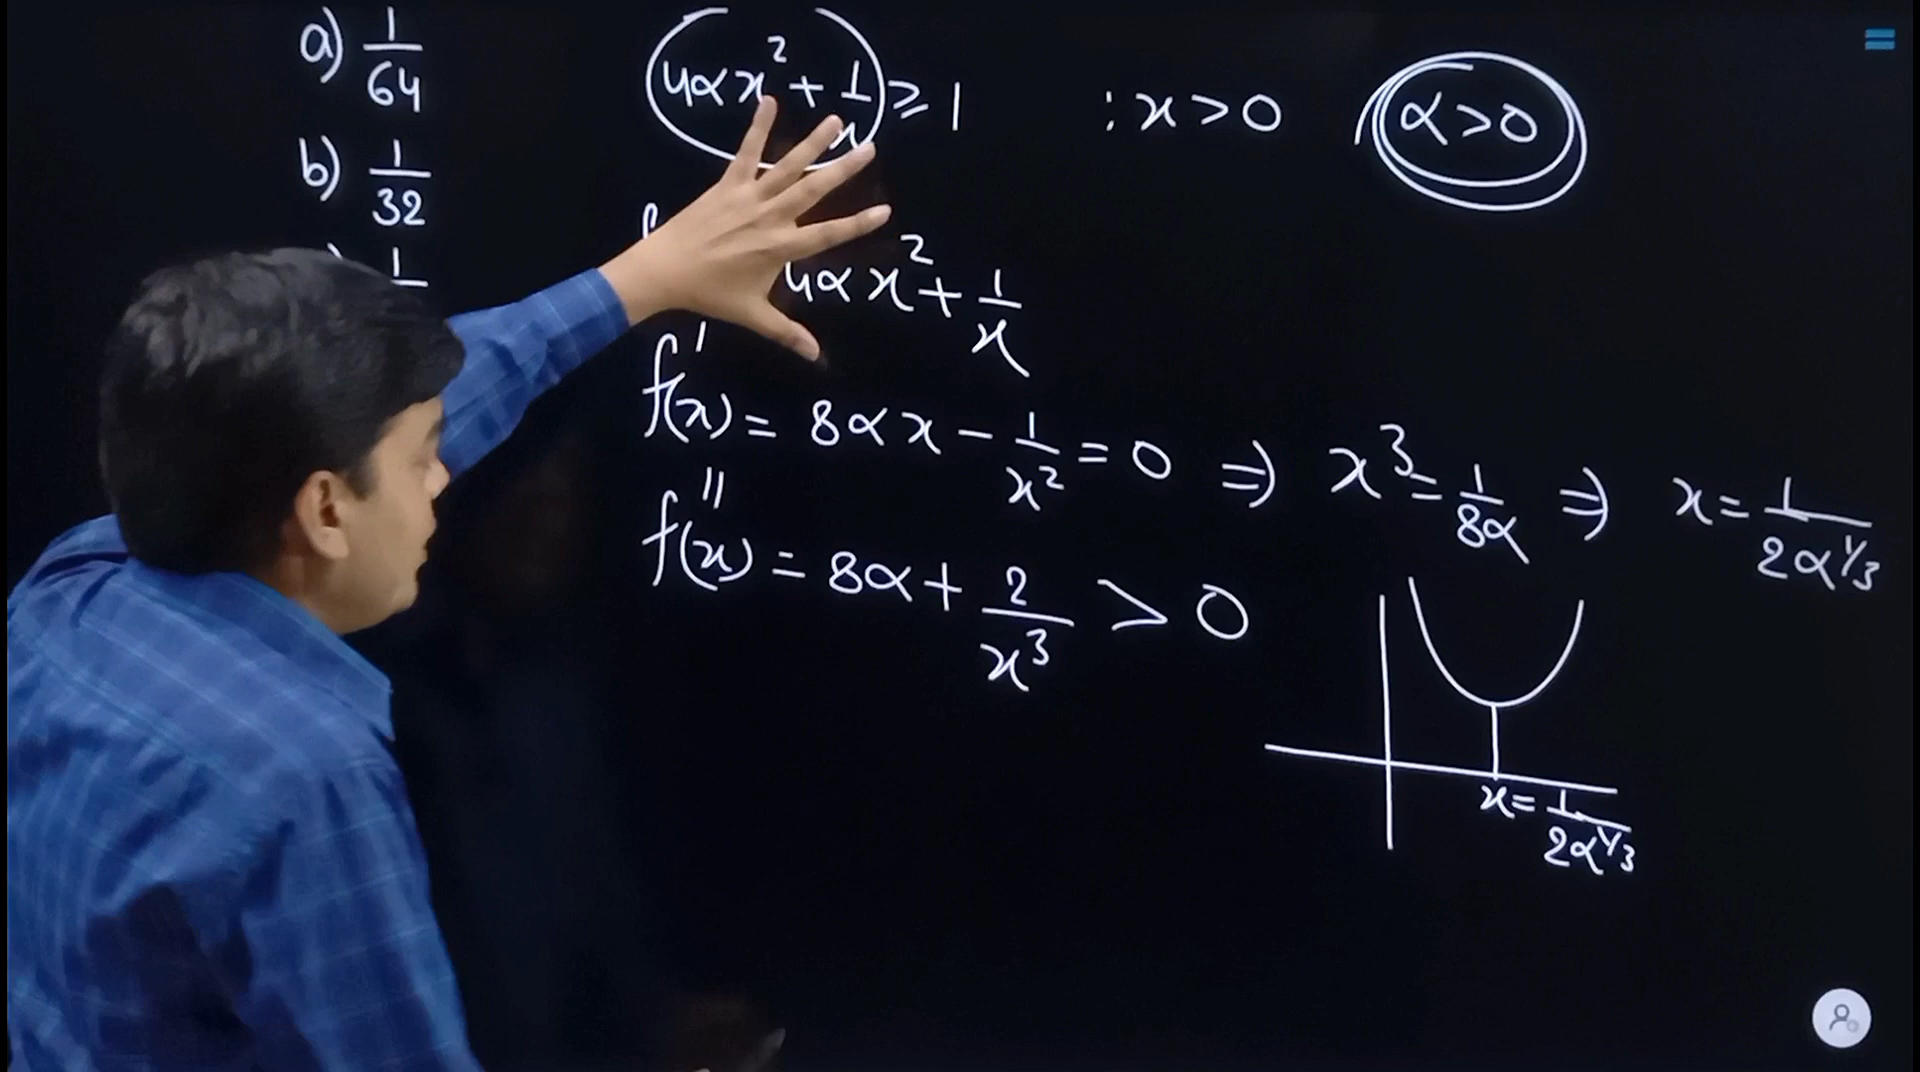 a) 1/64
4αx² + 1/x ≥ 1 : x > 0 α > 0
b) 1/32
4αx² + 1/x
f'(x) = 8αx - 1/x² = 0 ⇒ x³ = 1/8α ⇒ x = 1/2α^1/3
f''(x) = 8α + 2/x³ > 0
x = 1/2α^1/3